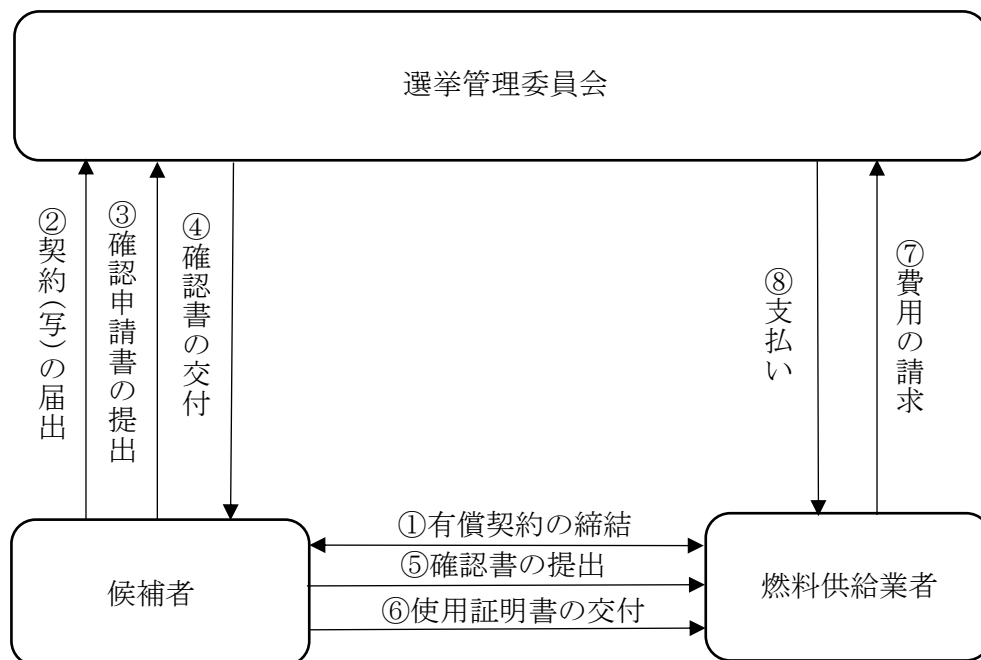 選挙管理委員会
②契約(写)の届出
③確認申請書の提出
④確認書の交付
⑧支払い
⑦費用の請求
①有償契約の締結
⑤確認書の提出
⑥使用証明書の交付
候補者
燃料供給業者